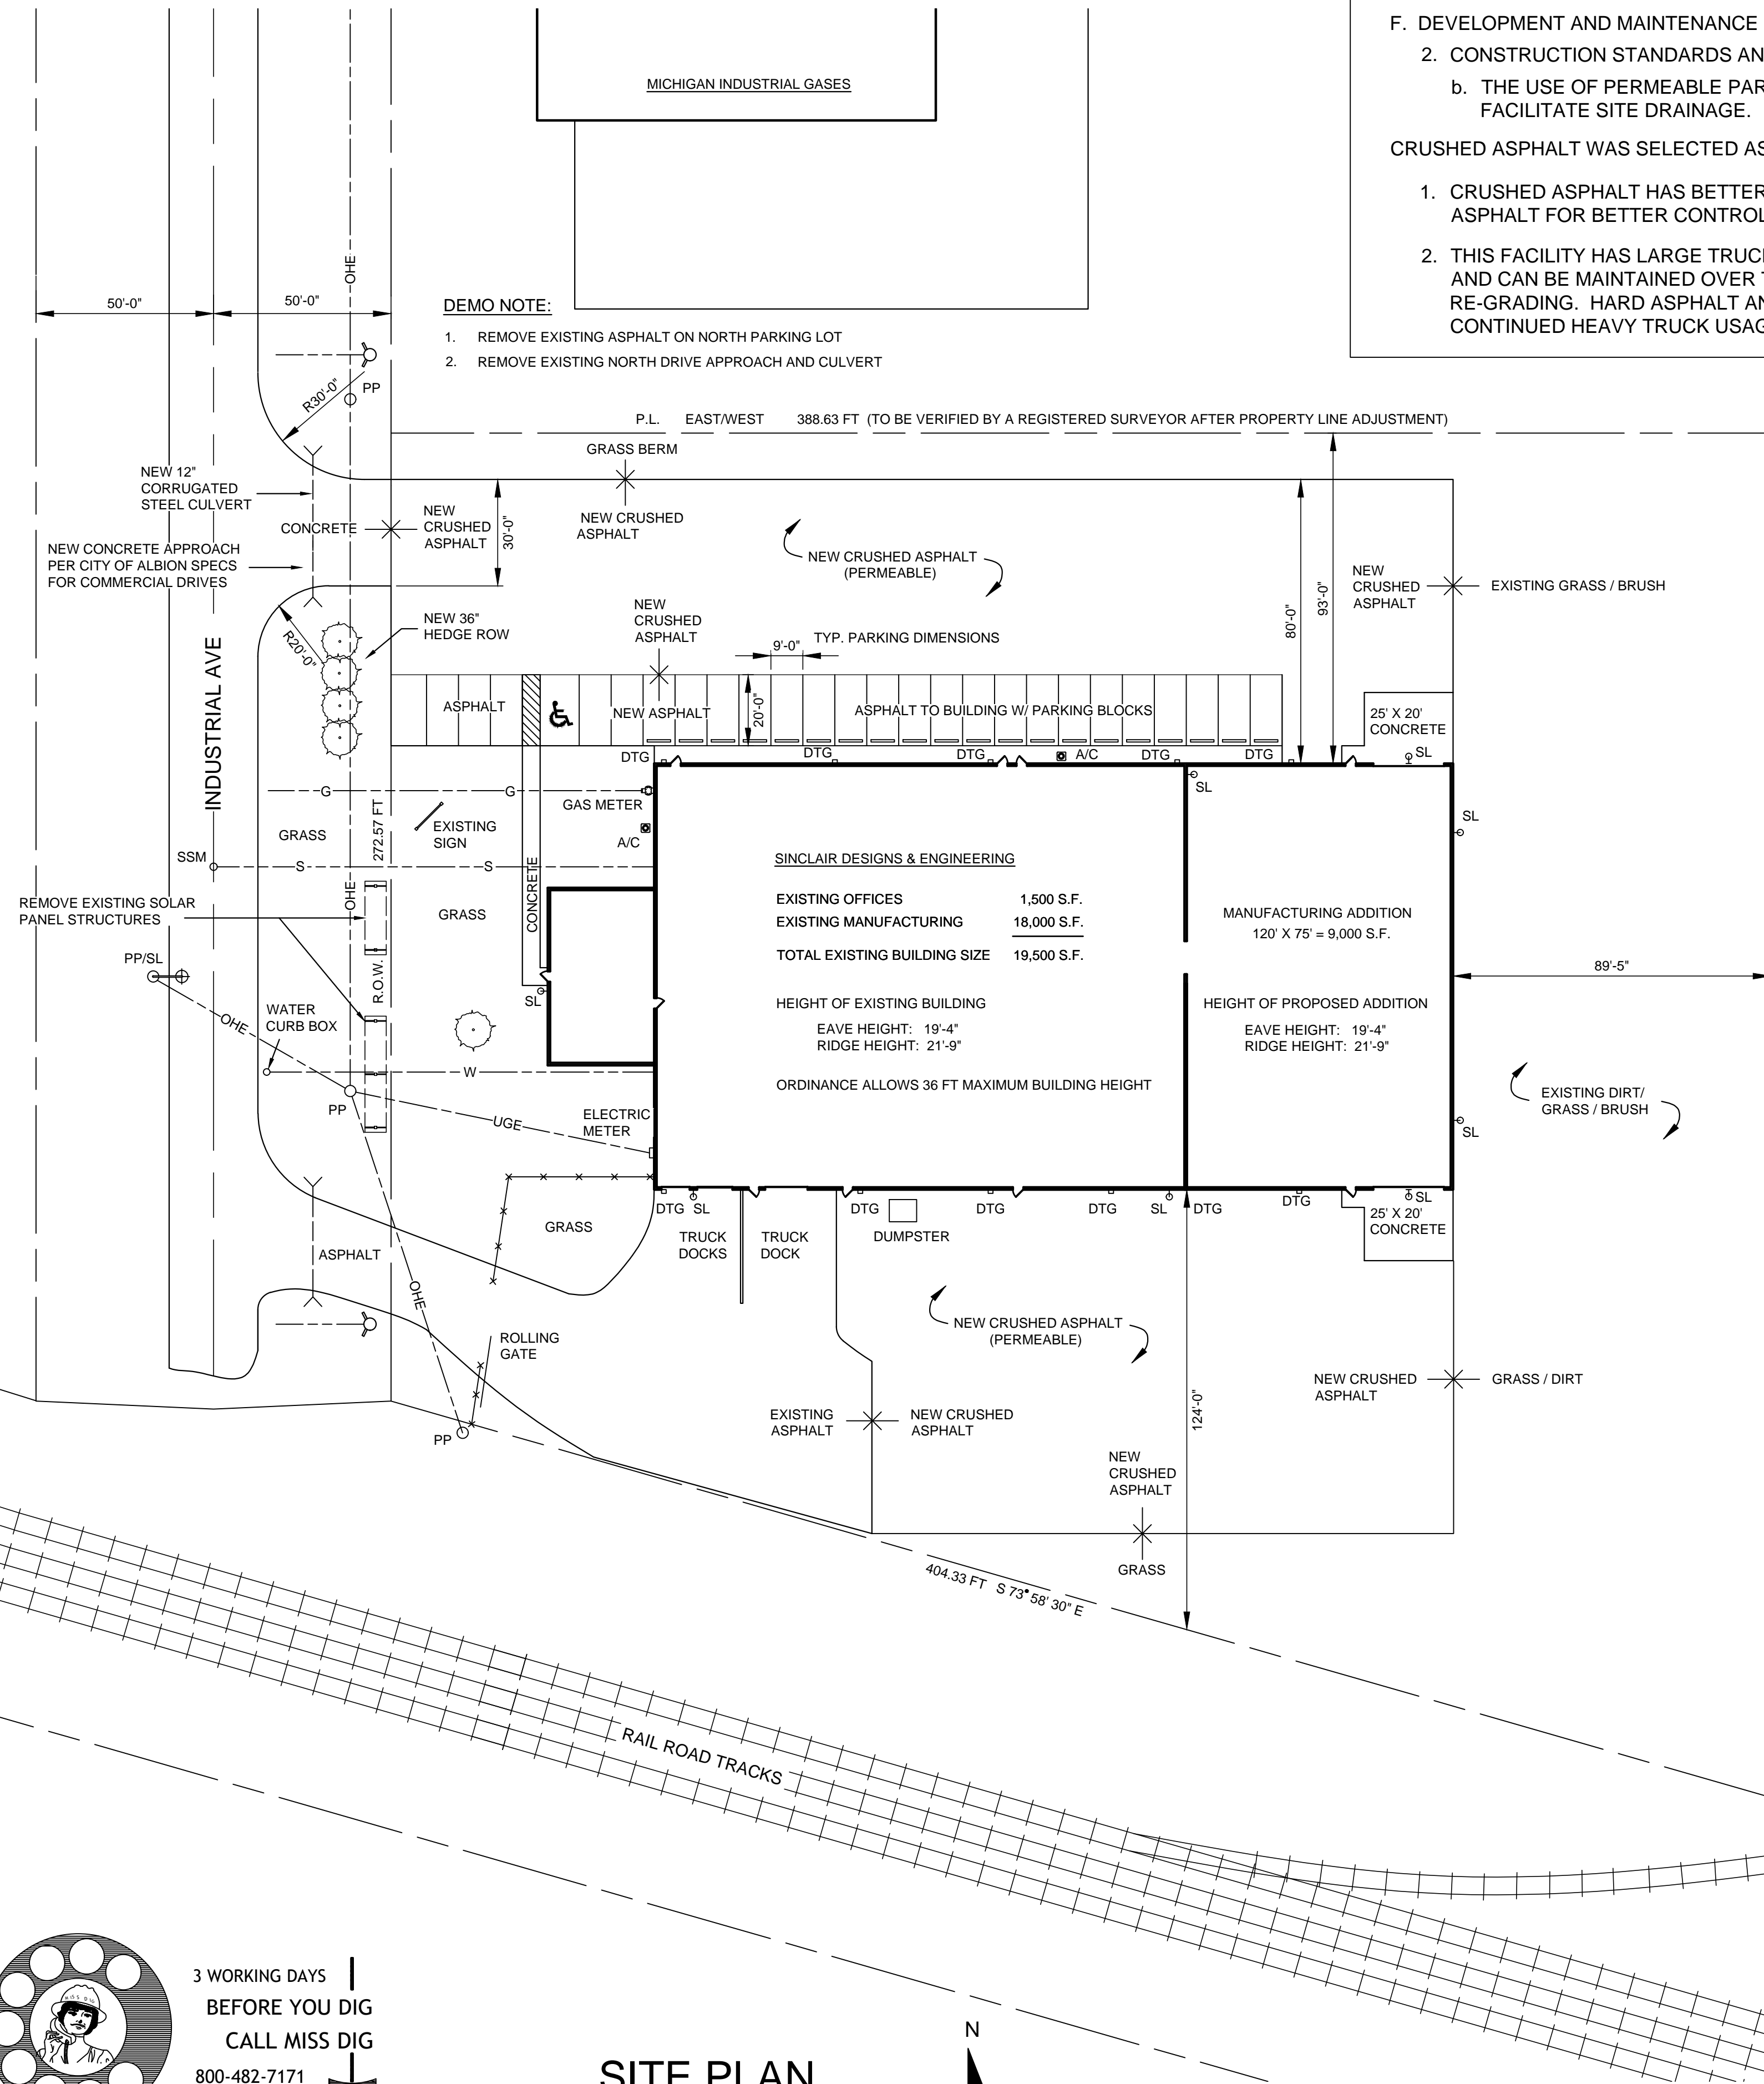 F. DEVELOPMENT AND MAINTENANCE
2. CONSTRUCTION STANDARDS AN
b. THE USE OF PERMEABLE PAR
FACILITATE SITE DRAINAGE.
CRUSHED ASPHALT WAS SELECTED AS
1. CRUSHED ASPHALT HAS BETTER
ASPHALT FOR BETTER CONTROL
2. THIS FACILITY HAS LARGE TRUCK
AND CAN BE MAINTAINED OVER T
RE-GRADING. HARD ASPHALT AN
CONTINUED HEAVY TRUCK USAG
MICHIGAN INDUSTRIAL GASES
OHE
50'-0"
50'-0"
DEMO NOTE:
1. REMOVE EXISTING ASPHALT ON NORTH PARKING LOT
2. REMOVE EXISTING NORTH DRIVE APPROACH AND CULVERT
R30'-0"
PP
P.L. EAST/WEST 388.63 FT (TO BE VERIFIED BY A REGISTERED SURVEYOR AFTER PROPERTY LINE ADJUSTMENT)
GRASS BERM
NEW 12"
CORRUGATED
STEEL CULVERT
CONCRETE
NEW
CRUSHED
ASPHALT
30'-0"
NEW CRUSHED
ASPHALT
NEW CRUSHED ASPHALT
(PERMEABLE)
NEW CONCRETE APPROACH
PER CITY OF ALBION SPECS
FOR COMMERCIAL DRIVES
80'-0"
93'-0"
NEW
CRUSHED
ASPHALT
EXISTING GRASS / BRUSH
R20'-0"
NEW 36"
HEDGE ROW
NEW
CRUSHED
ASPHALT
9'-0"
TYP. PARKING DIMENSIONS
INDUSTRIAL AVE
ASPHALT
NEW ASPHALT
20'-0"
ASPHALT TO BUILDING W/ PARKING BLOCKS
25' X 20'
CONCRETE
SL
DTG
DTG
DTG
A/C
DTG
DTG
G
G
GAS METER
SL
SL
GRASS
272.57 FT
EXISTING
SIGN
A/C
SSM
S
S
CONCRETE
REMOVE EXISTING SOLAR
PANEL STRUCTURES
OHE
GRASS
R.O.W.
SINCLAIR DESIGNS & ENGINEERING
EXISTING OFFICES 1,500 S.F.
EXISTING MANUFACTURING 18,000 S.F.
TOTAL EXISTING BUILDING SIZE 19,500 S.F.
HEIGHT OF EXISTING BUILDING
EAVE HEIGHT: 19'-4"
RIDGE HEIGHT: 21'-9"
ORDINANCE ALLOWS 36 FT MAXIMUM BUILDING HEIGHT
MANUFACTURING ADDITION
120' X 75' = 9,000 S.F.
HEIGHT OF PROPOSED ADDITION
EAVE HEIGHT: 19'-4"
RIDGE HEIGHT: 21'-9"
89'-5"
PP/SL
OHE
WATER
CURB BOX
SL
W
PP
UGE
ELECTRIC
METER
EXISTING DIRT/
GRASS / BRUSH
SL
DTG
SL
DTG
DTG
DTG
SL
DTG
DTG
SL
25' X 20'
CONCRETE
GRASS
TRUCK
DOCKS
TRUCK
DOCK
DUMPSTER
ASPHALT
OHE
ROLLING
GATE
NEW CRUSHED ASPHALT
(PERMEABLE)
NEW CRUSHED
ASPHALT
GRASS / DIRT
PP
EXISTING
ASPHALT
NEW CRUSHED
ASPHALT
124'-0"
NEW
CRUSHED
ASPHALT
GRASS
404.33 FT S 73° 58' 30" E
RAIL ROAD TRACKS
MISS DIG
3 WORKING DAYS
BEFORE YOU DIG
CALL MISS DIG
800-482-7171
SITE PLAN
N